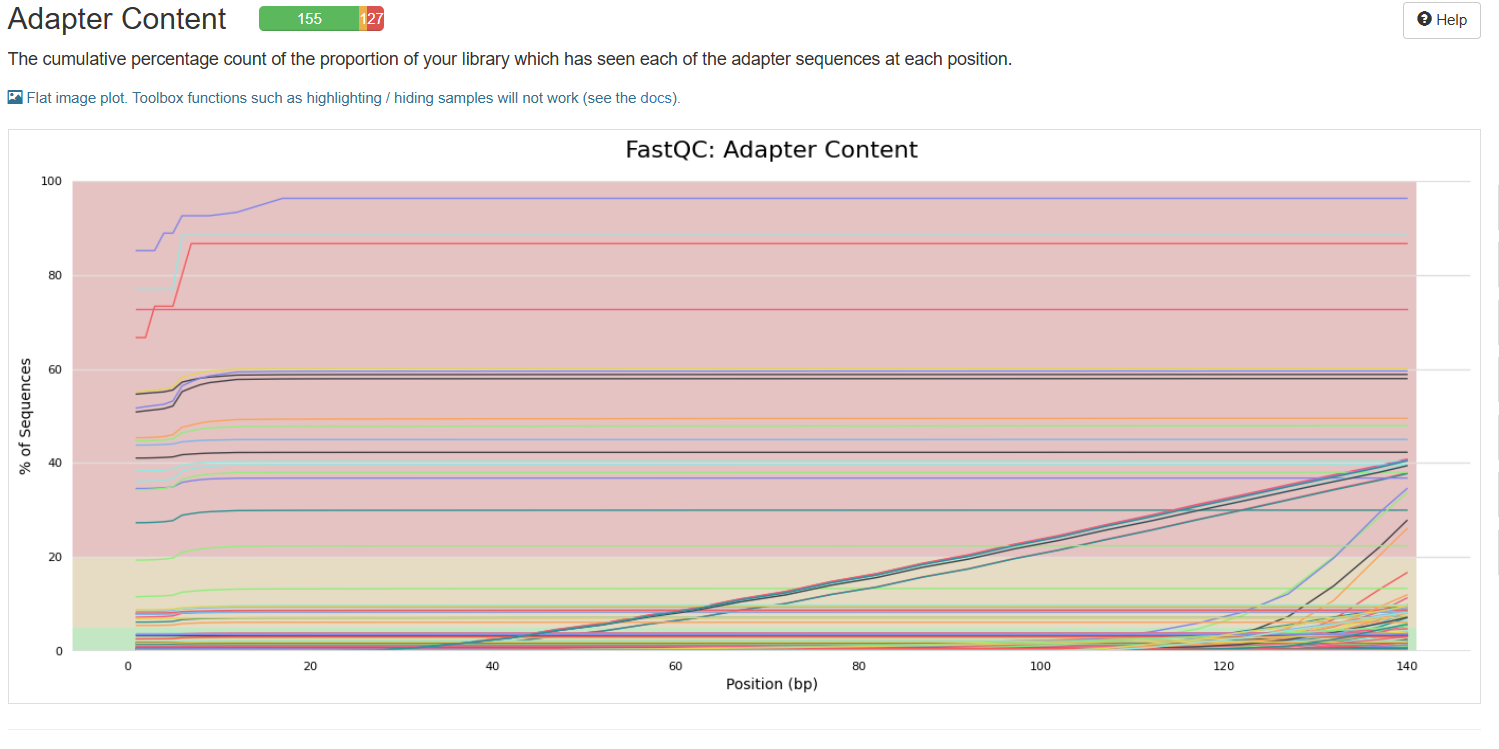 Adapter Content 155 127
Help
The cumulative percentage count of the proportion of your library which has seen each of the adapter sequences at each position.
Flat image plot. Toolbox functions such as highlighting / hiding samples will not work (see the docs).
FastQC: Adapter Content
100
80
60
40
20
0
% of Sequences
0 20 40 60 80 100 120 140
Position (bp)